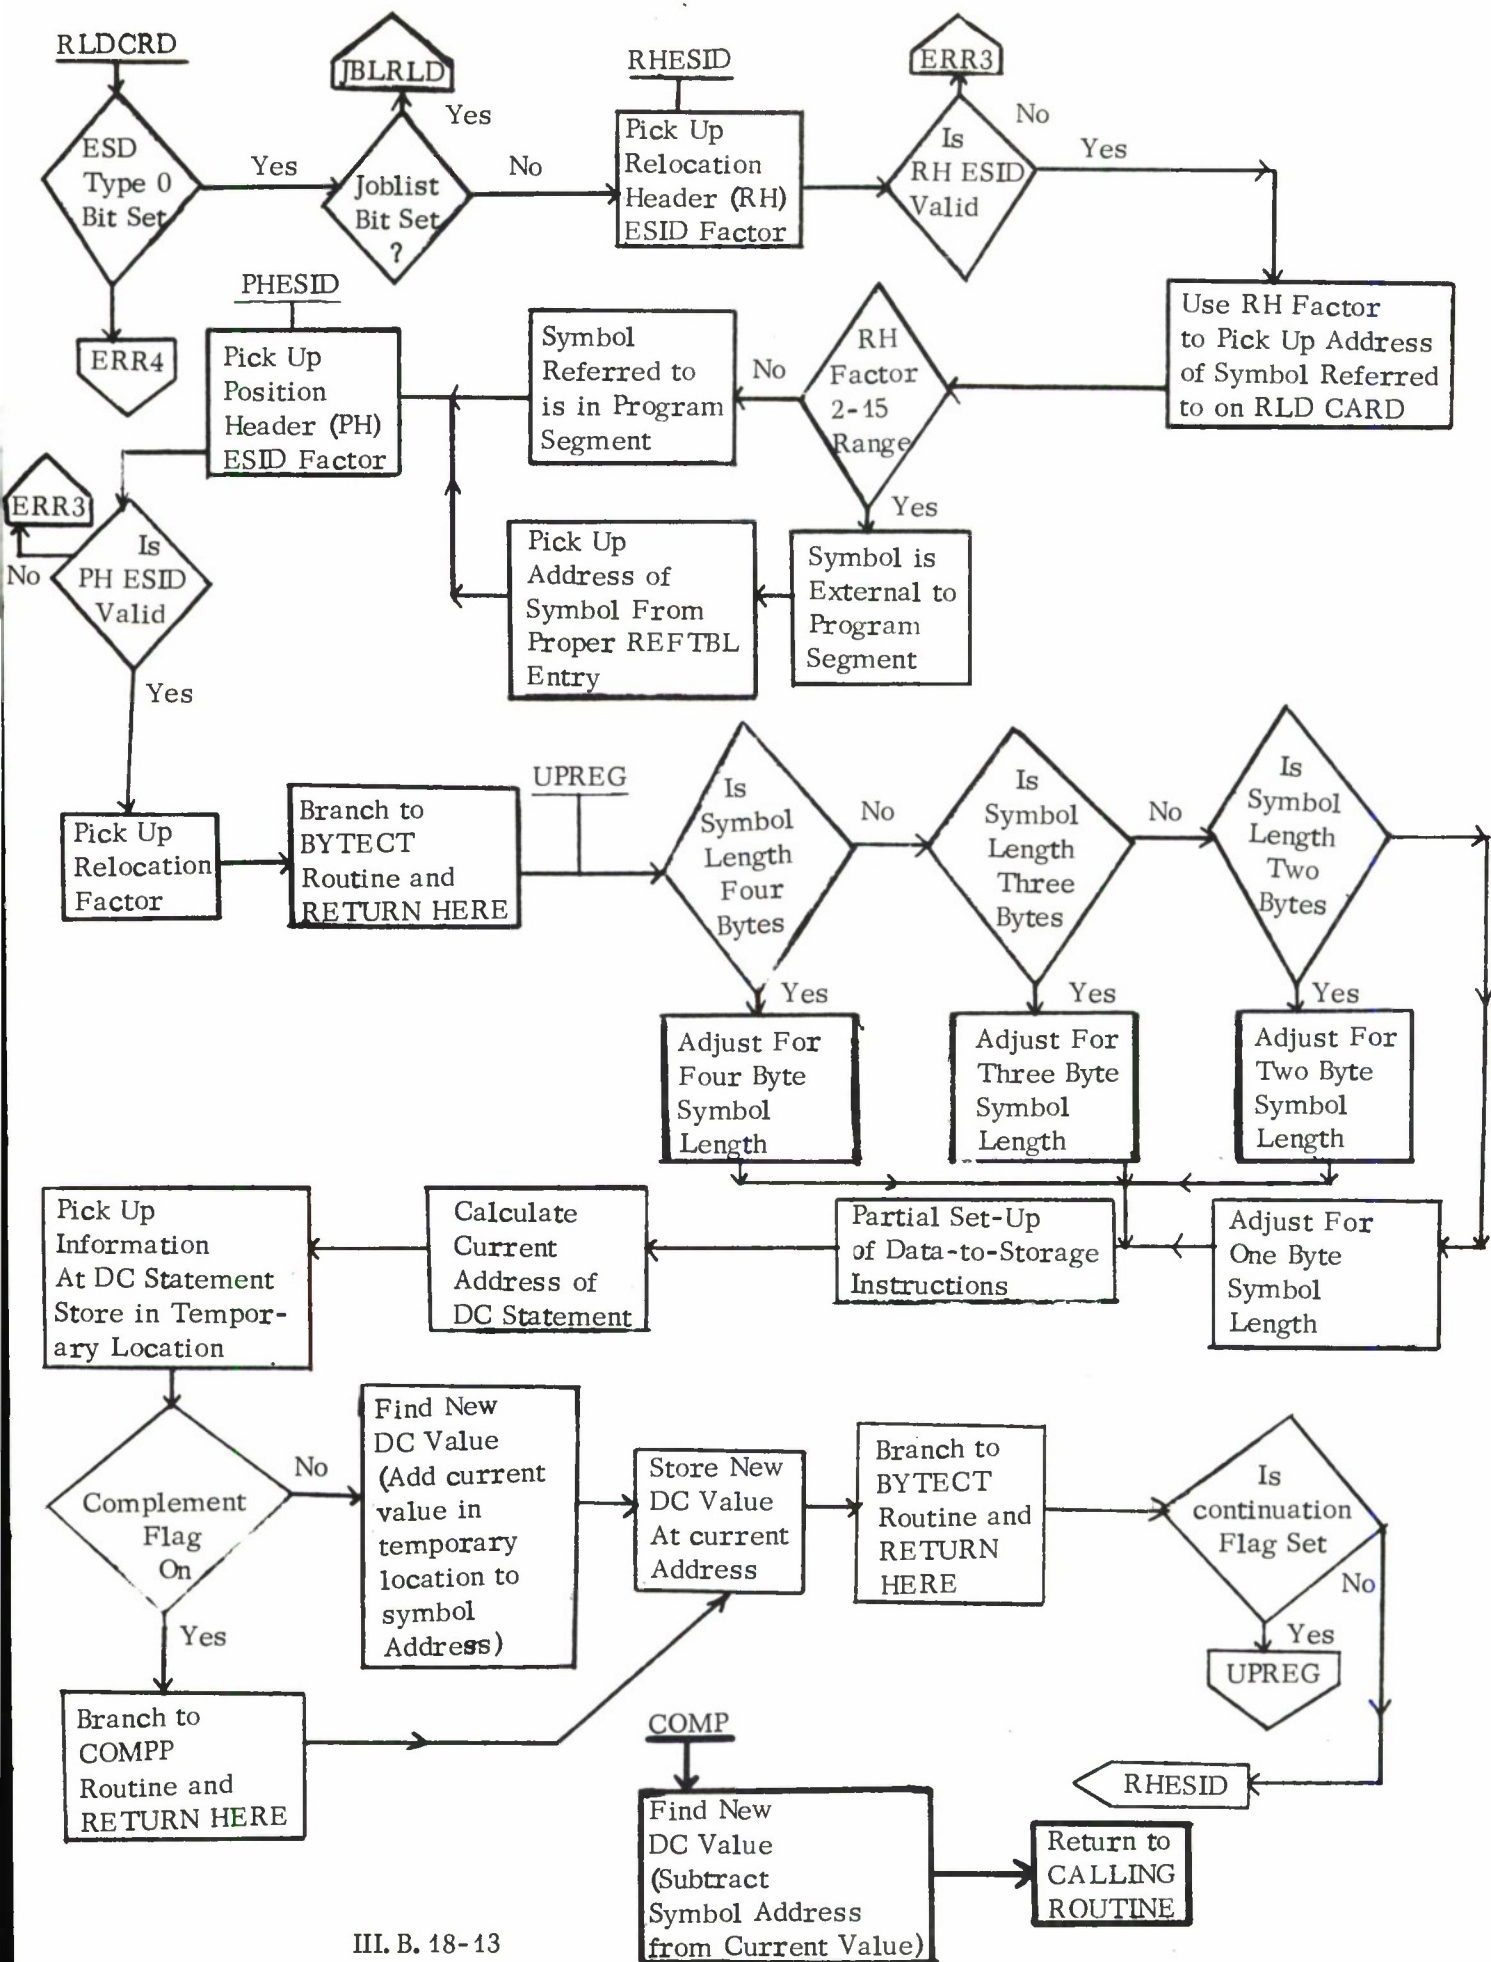 RLDCRD
ESD
Type 0
Bit Set
Yes
ERR4
JBLRLD
Yes
Joblist
Bit Set
?
No
RHESID
Pick Up
Relocation
Header (RH)
ESID Factor
ERR3
No
Is
RH ESID
Valid
Yes
Use RH Factor
to Pick Up Address
of Symbol Referred
to on RLD CARD
RH
Factor
2-15
Range
No
Yes
Symbol
Referred to
is in Program
Segment
Symbol is
External to
Program
Segment
Pick Up
Address of
Symbol From
Proper REFTBL
Entry
PHESID
Pick Up
Position
Header (PH)
ESID Factor
ERR3
No
Is
PH ESID
Valid
Yes
Pick Up
Relocation
Factor
Branch to
BYTECT
Routine and
RETURN HERE
UPREG
Is
Symbol
Length
Four
Bytes
No
Yes
Is
Symbol
Length
Three
Bytes
No
Yes
Is
Symbol
Length
Two
Bytes
Yes
Adjust For
Four Byte
Symbol
Length
Adjust For
Three Byte
Symbol
Length
Adjust For
Two Byte
Symbol
Length
Adjust For
One Byte
Symbol
Length
Partial Set-Up
of Data-to-Storage
Instructions
Calculate
Current
Address of
DC Statement
Pick Up
Information
At DC Statement
Store in Tempor-
ary Location
Complement
Flag
On
No
Yes
Find New
DC Value
(Add current
value in
temporary
location to
symbol
Address)
Store New
DC Value
At current
Address
Branch to
BYTECT
Routine and
RETURN
HERE
Is
continuation
Flag Set
No
Yes
UPREG
RHESID
Branch to
COMPP
Routine and
RETURN HERE
COMP
Find New
DC Value
(Subtract
Symbol Address
from Current Value)
Return to
CALLING
ROUTINE
III. B. 18-13